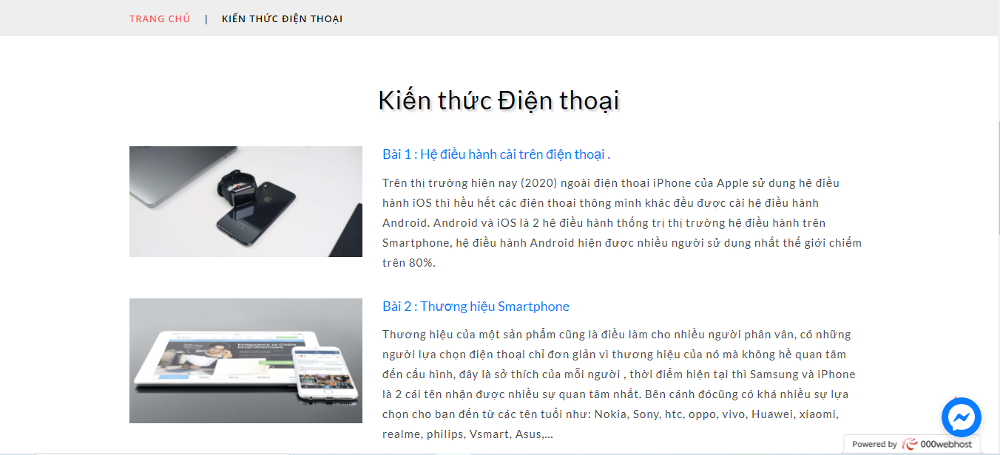 TRANG CHỦ | KIẾN THỨC ĐIỆN THOẠI
Kiến thức Điện thoại
Bài 1 : Hệ điều hành cài trên điện thoại .
Trên thị trường hiện nay (2020) ngoài điện thoại iPhone của Apple sử dụng hệ điều
hành iOS thì hều hết các điện thoại thông mình khác đều được cài hệ điều hành
Android. Android và iOS là 2 hệ điều hành thống trị thị trường hệ điều hành trên
Smartphone, hệ điều hành Android hiện được nhiều người sử dụng nhất thế giới chiếm
trên 80%.
Bài 2 : Thương hiệu Smartphone
Thương hiệu của một sản phẩm cũng là điều làm cho nhiều người phân vân, có những
người lựa chọn điện thoại chỉ đơn giản vì thương hiệu của nó mà không hề quan tâm
đến cấu hình, đây là sở thích của mỗi người , thời điểm hiện tại thì Samsung và iPhone
là 2 cái tên nhận được nhiều sự quan tâm nhất. Bên cánh đócũng có khá nhiều sự lựa
chọn cho bạn đến từ các tên tuổi như: Nokia, Sony, htc, oppo, vivo, Huawei, xiaomi,
realme, philips, Vsmart, Asus,...
Księgujemy za Ciebie
bezproblemowo
Powered by 000webhost